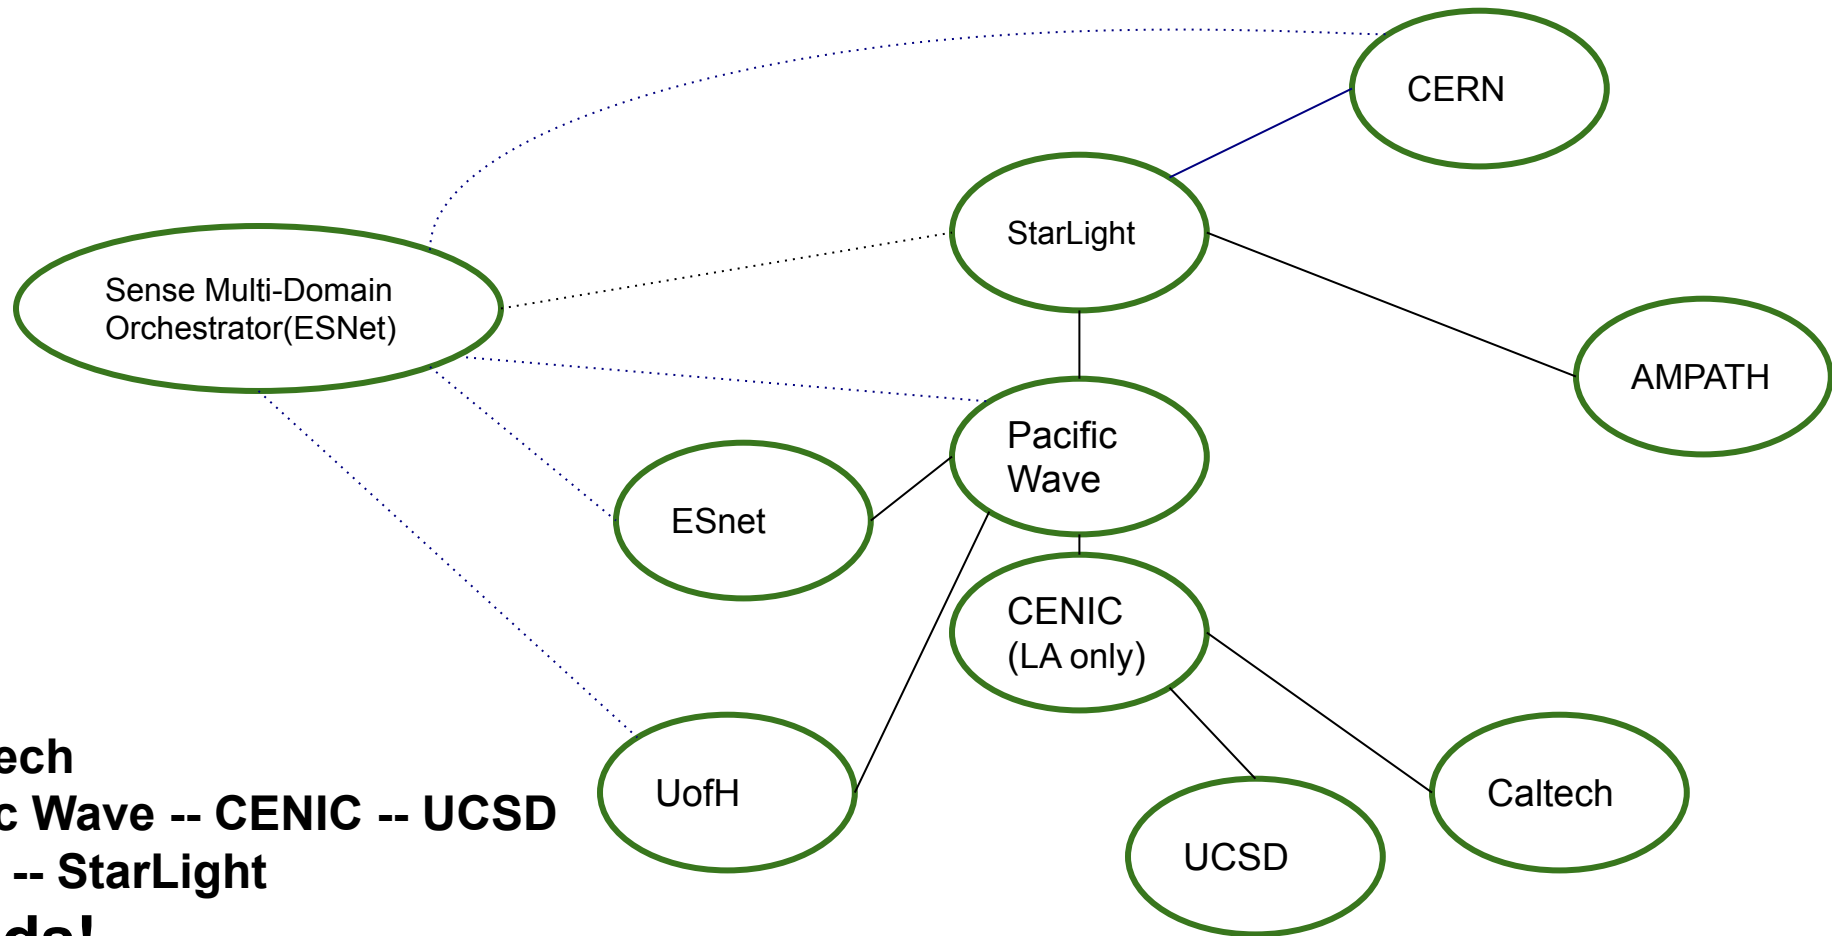 CERN
StarLight
Sense Multi-Domain
Orchestrator(ESNet)
AMPATH
Pacific
Wave
ESnet
CENIC
(LA only)
UofH
Caltech
UCSD
Wave -- CENIC -- UCSD
-- StarLight